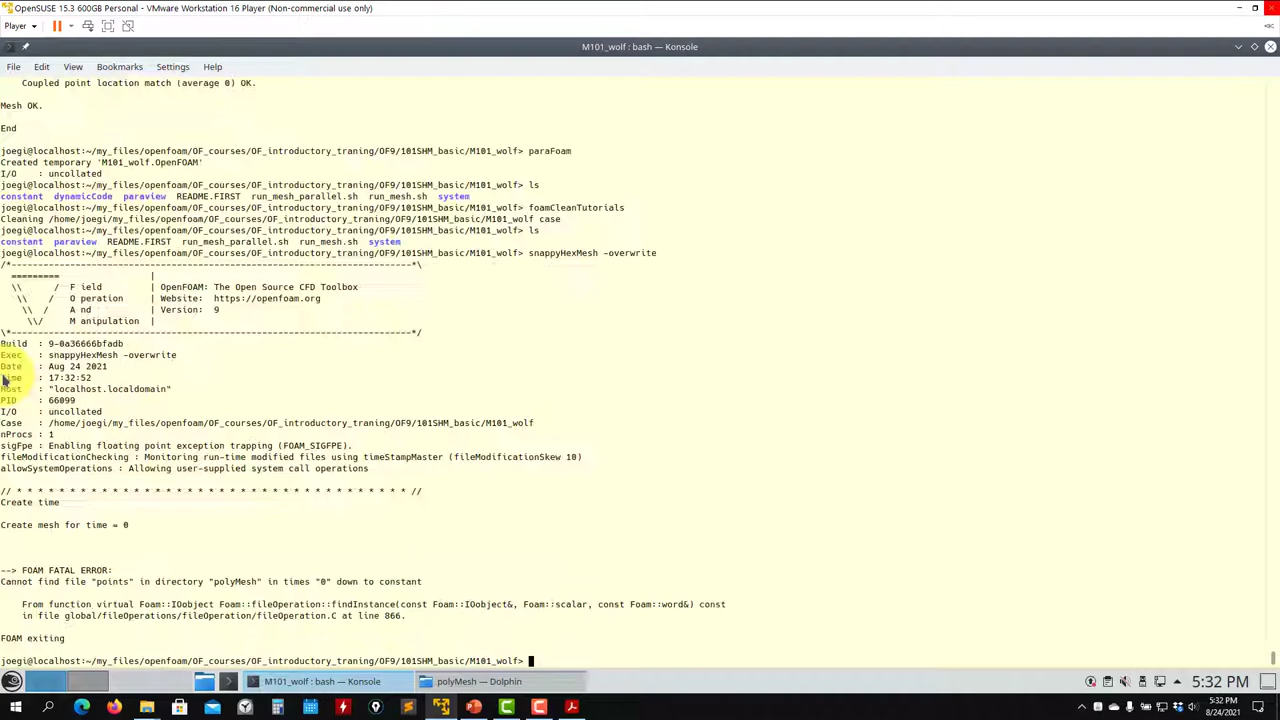 OpenSUSE 15.3 600GB Personal - VMware Workstation 16 Player (Non-commercial use only)
Player
M101_wolf : bash — Konsole
File Edit View Bookmarks Settings Help
Coupled point location match (average 0) OK.
Mesh OK.
End
joegi@localhost:~/my_files/openfoam/OF_courses/OF_introductory_traning/OF9/101SHM_basic/M101_wolf> paraFoam
Created temporary 'M101_wolf.OpenFOAM'
I/O : uncollated
joegi@localhost:~/my_files/openfoam/OF_courses/OF_introductory_traning/OF9/101SHM_basic/M101_wolf> ls
constant dynamicCode paraview README.FIRST run_mesh_parallel.sh run_mesh.sh system
joegi@localhost:~/my_files/openfoam/OF_courses/OF_introductory_traning/OF9/101SHM_basic/M101_wolf> foamCleanTutorials
Cleaning /home/joegi/my_files/openfoam/OF_courses/OF_introductory_traning/OF9/101SHM_basic/M101_wolf case
joegi@localhost:~/my_files/openfoam/OF_courses/OF_introductory_traning/OF9/101SHM_basic/M101_wolf> ls
constant paraview README.FIRST run_mesh_parallel.sh run_mesh.sh system
joegi@localhost:~/my_files/openfoam/OF_courses/OF_introductory_traning/OF9/101SHM_basic/M101_wolf> snappyHexMesh -overwrite
/*---------------------------------------------------------------------------*\
========= |
\\ / F ield | OpenFOAM: The Open Source CFD Toolbox
\\ / O peration | Website: https://openfoam.org
\\ / A nd | Version: 9
\\/ M anipulation |
\*---------------------------------------------------------------------------*/
Build : 9-0a36666bfadb
Exec : snappyHexMesh -overwrite
Date : Aug 24 2021
Time : 17:32:52
Host : "localhost.localdomain"
PID : 66099
I/O : uncollated
Case : /home/joegi/my_files/openfoam/OF_courses/OF_introductory_traning/OF9/101SHM_basic/M101_wolf
nProcs : 1
sigFpe : Enabling floating point exception trapping (FOAM_SIGFPE).
fileModificationChecking : Monitoring run-time modified files using timeStampMaster (fileModificationSkew 10)
allowSystemOperations : Allowing user-supplied system call operations
// * * * * * * * * * * * * * * * * * * * * * * * * * * * * * * * * * * * * * //
Create time
Create mesh for time = 0
--> FOAM FATAL ERROR:
Cannot find file "points" in directory "polyMesh" in times "0" down to constant
From function virtual Foam::IOobject Foam::fileOperation::findInstance(const Foam::IOobject&, Foam::scalar, const Foam::word&) const
in file global/fileOperations/fileOperation/fileOperation.C at line 866.
FOAM exiting
joegi@localhost:~/my_files/openfoam/OF_courses/OF_introductory_traning/OF9/101SHM_basic/M101_wolf>
M101_wolf : bash — Konsole polyMesh — Dolphin 5:32 PM
5:32 PM
8/24/2021